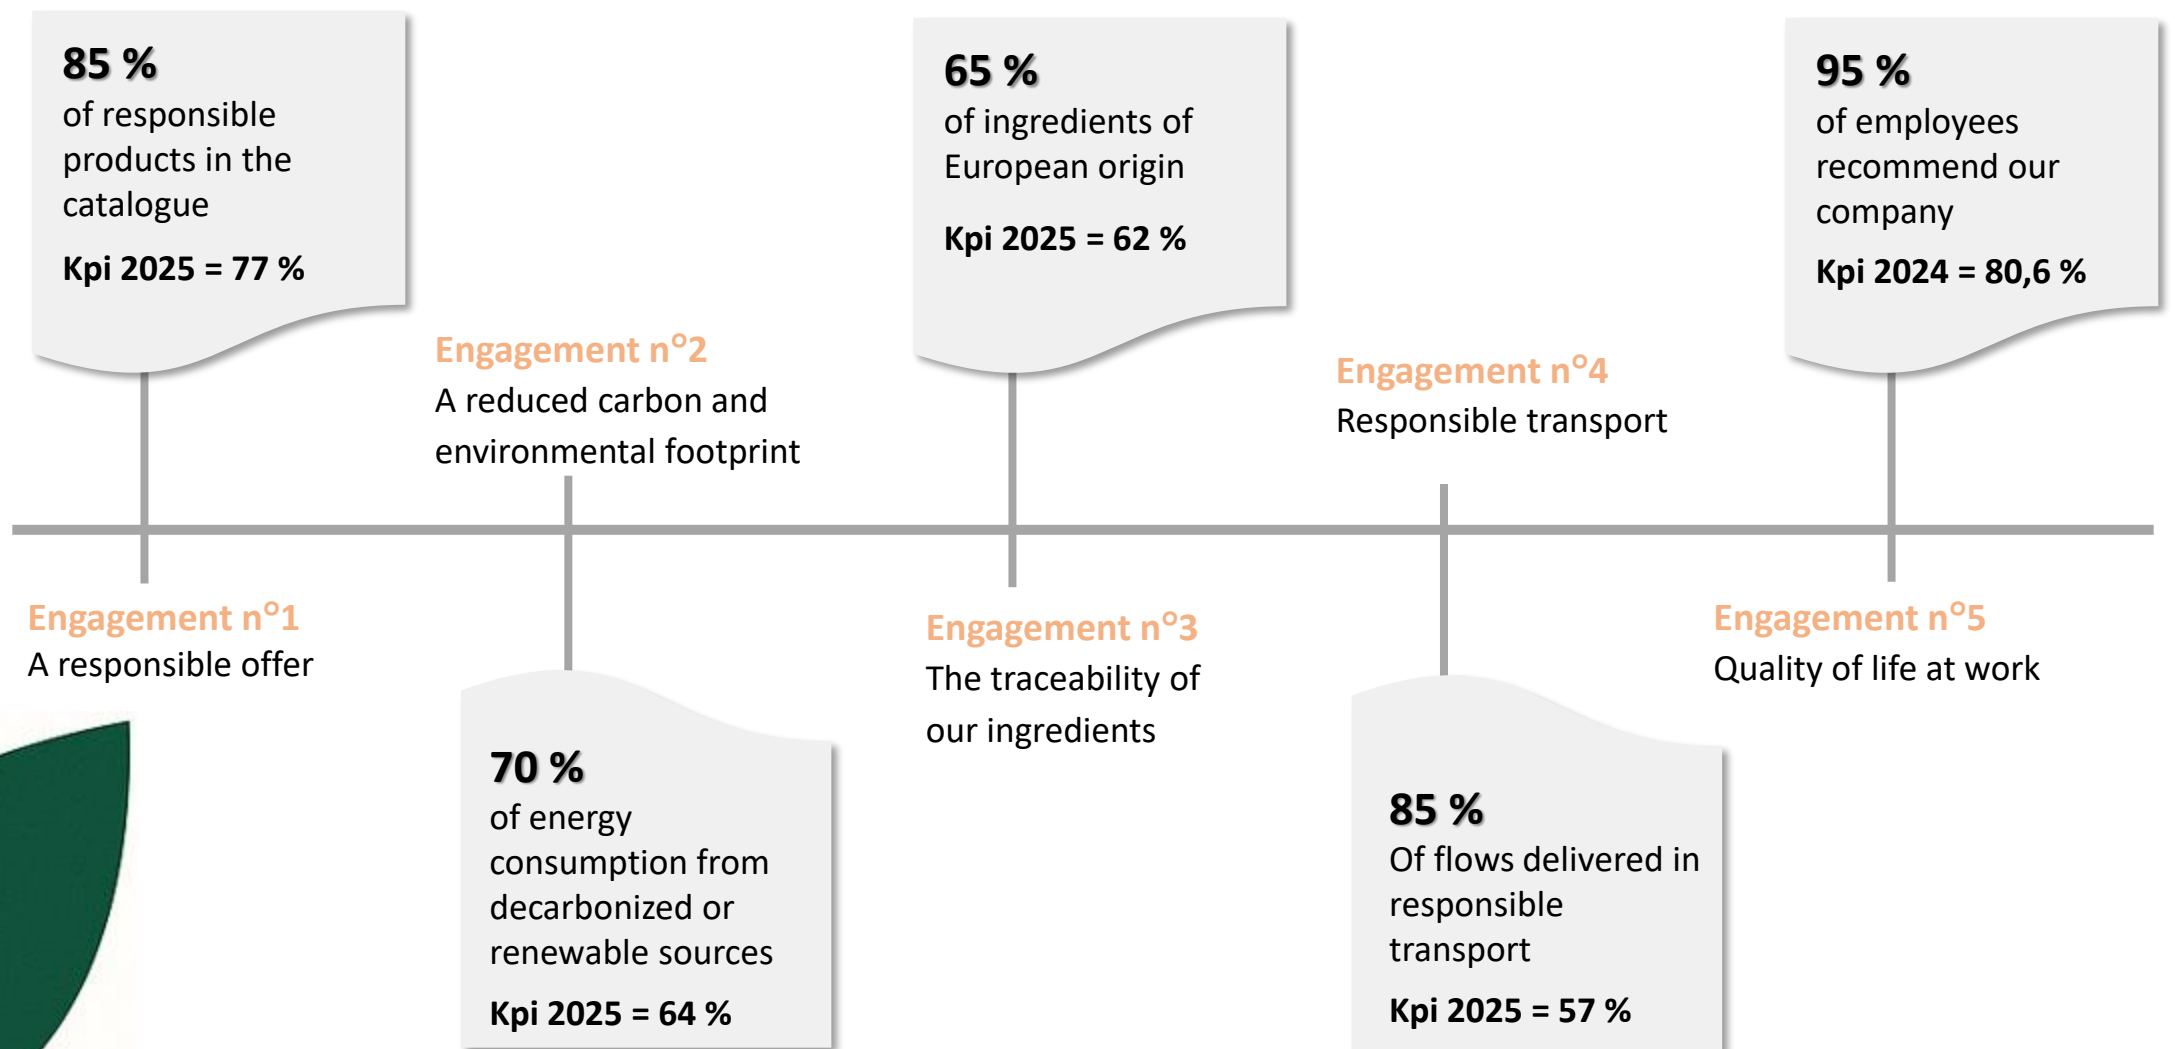 85 %
of responsible
products in the
catalogue
Kpi 2025 = 77 %
Engagement n°1
A responsible offer
Engagement n°2
A reduced carbon and
environmental footprint
70 %
of energy
consumption from
decarbonized or
renewable sources
Kpi 2025 = 64 %
65 %
of ingredients of
European origin
Kpi 2025 = 62 %
Engagement n°3
The traceability of
our ingredients
Engagement n°4
Responsible transport
85 %
Of flows delivered in
responsible
transport
Kpi 2025 = 57 %
95 %
of employees
recommend our
company
Kpi 2024 = 80,6 %
Engagement n°5
Quality of life at work